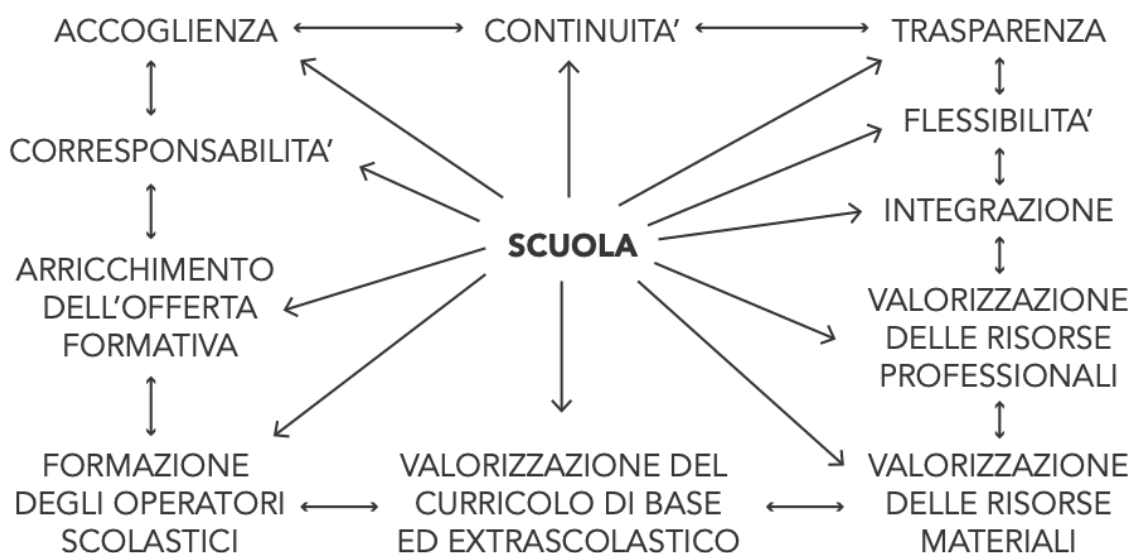 ACCOGLIENZA CONTINUITA’ TRASPARENZA
FLESSIBILITA’
CORRESPONSABILITA’
INTEGRAZIONE
SCUOLA
ARRICCHIMENTO
DELL’OFFERTA
FORMATIVA
VALORIZZAZIONE
DELLE RISORSE
PROFESSIONALI
FORMAZIONE
DEGLI OPERATORI
SCOLASTICI
VALORIZZAZIONE DEL
CURRICOLO DI BASE
ED EXTRASCOLASTICO
VALORIZZAZIONE
DELLE RISORSE
MATERIALI